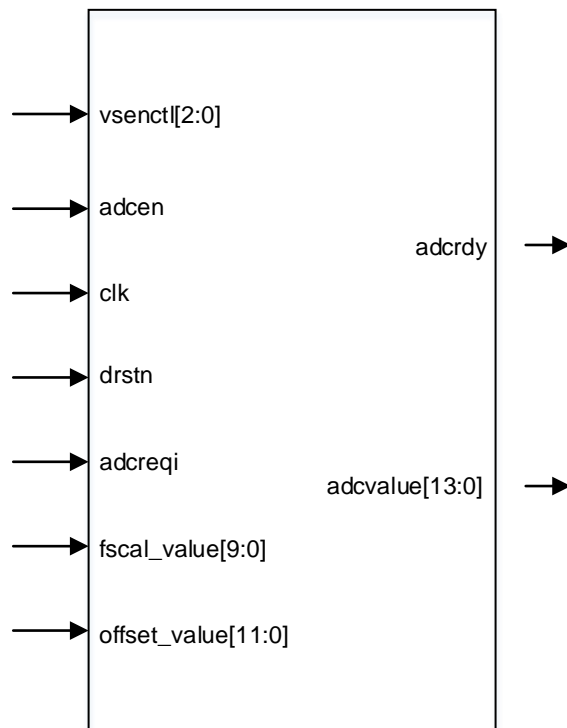 vsenctl[2:0]
adcen
adcrdy
clk
drstn
adcreqi
adcvalue[13:0]
fscal_value[9:0]
offset_value[11:0]